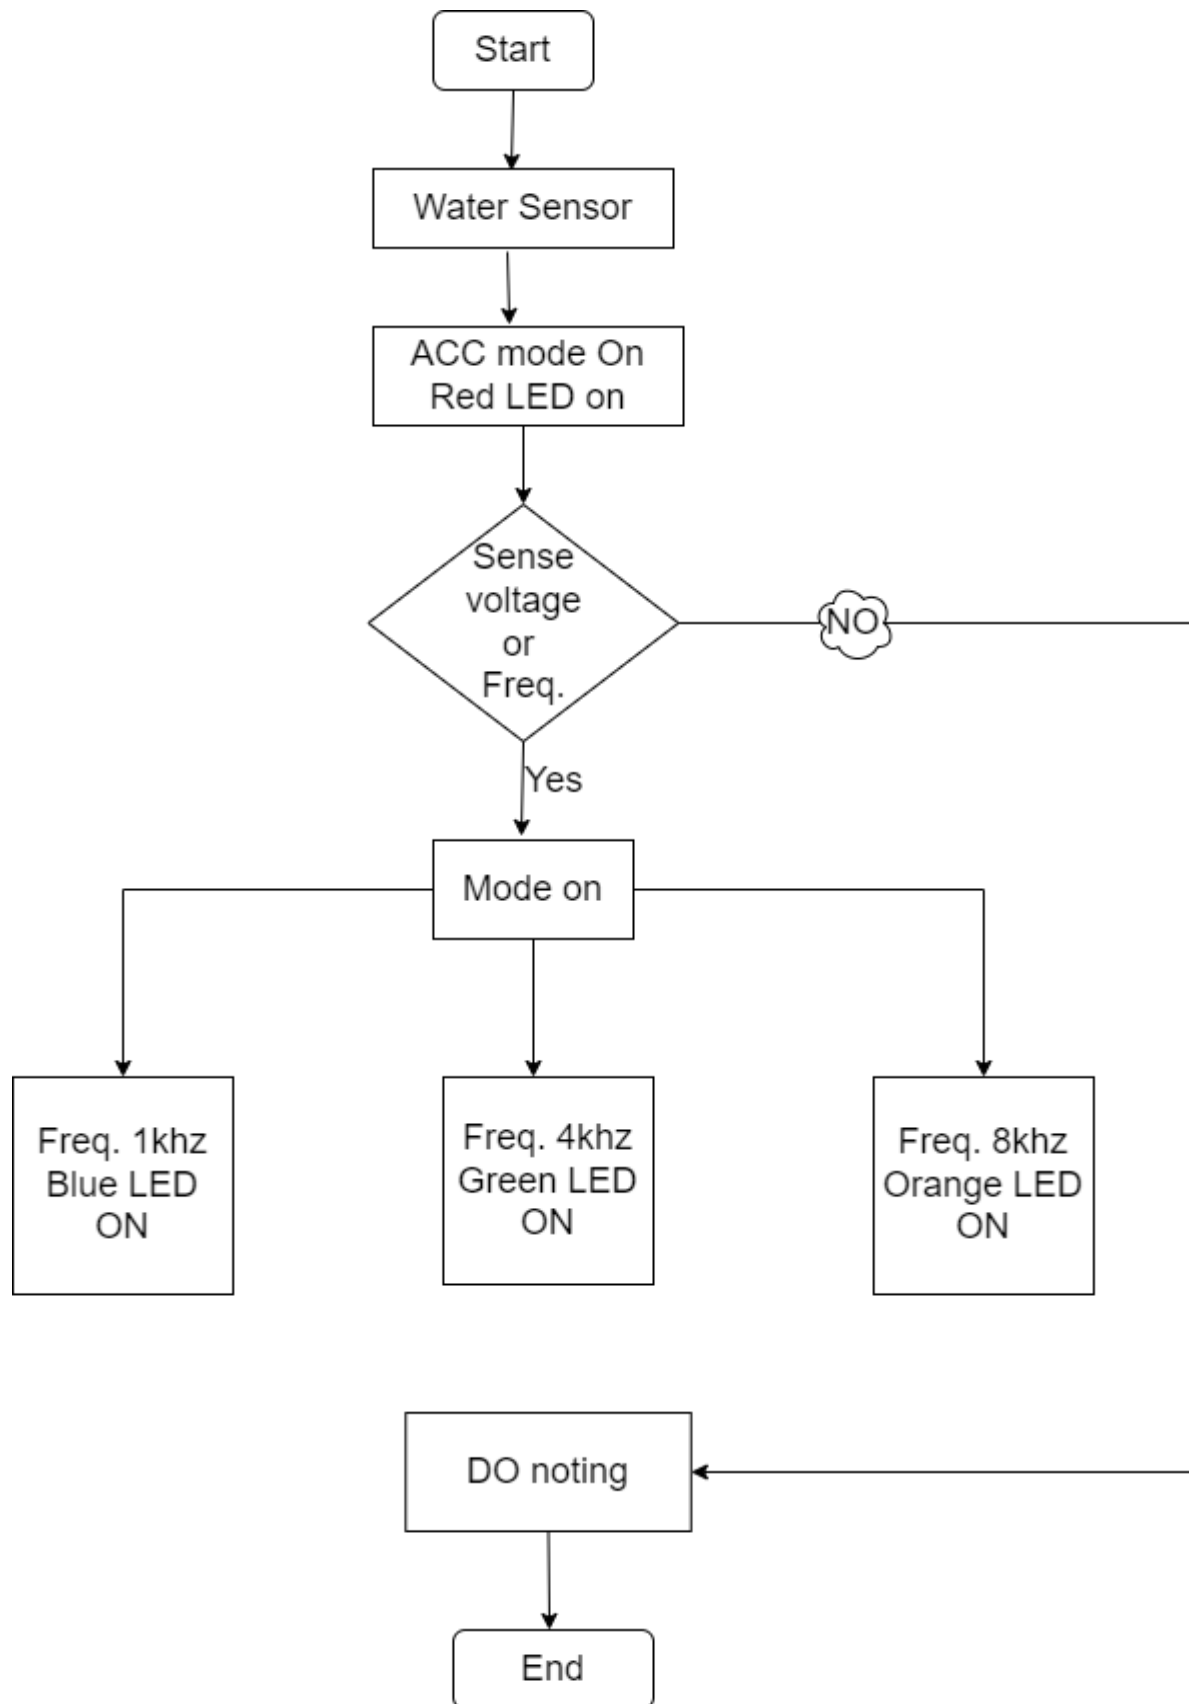 Start
Water Sensor
ACC mode On
Red LED on
Sense
voltage
or
Freq.
NO
Yes
Mode on
Freq. 1khz
Blue LED
ON
Freq. 4khz
Green LED
ON
Freq. 8khz
Orange LED
ON
DO noting
End